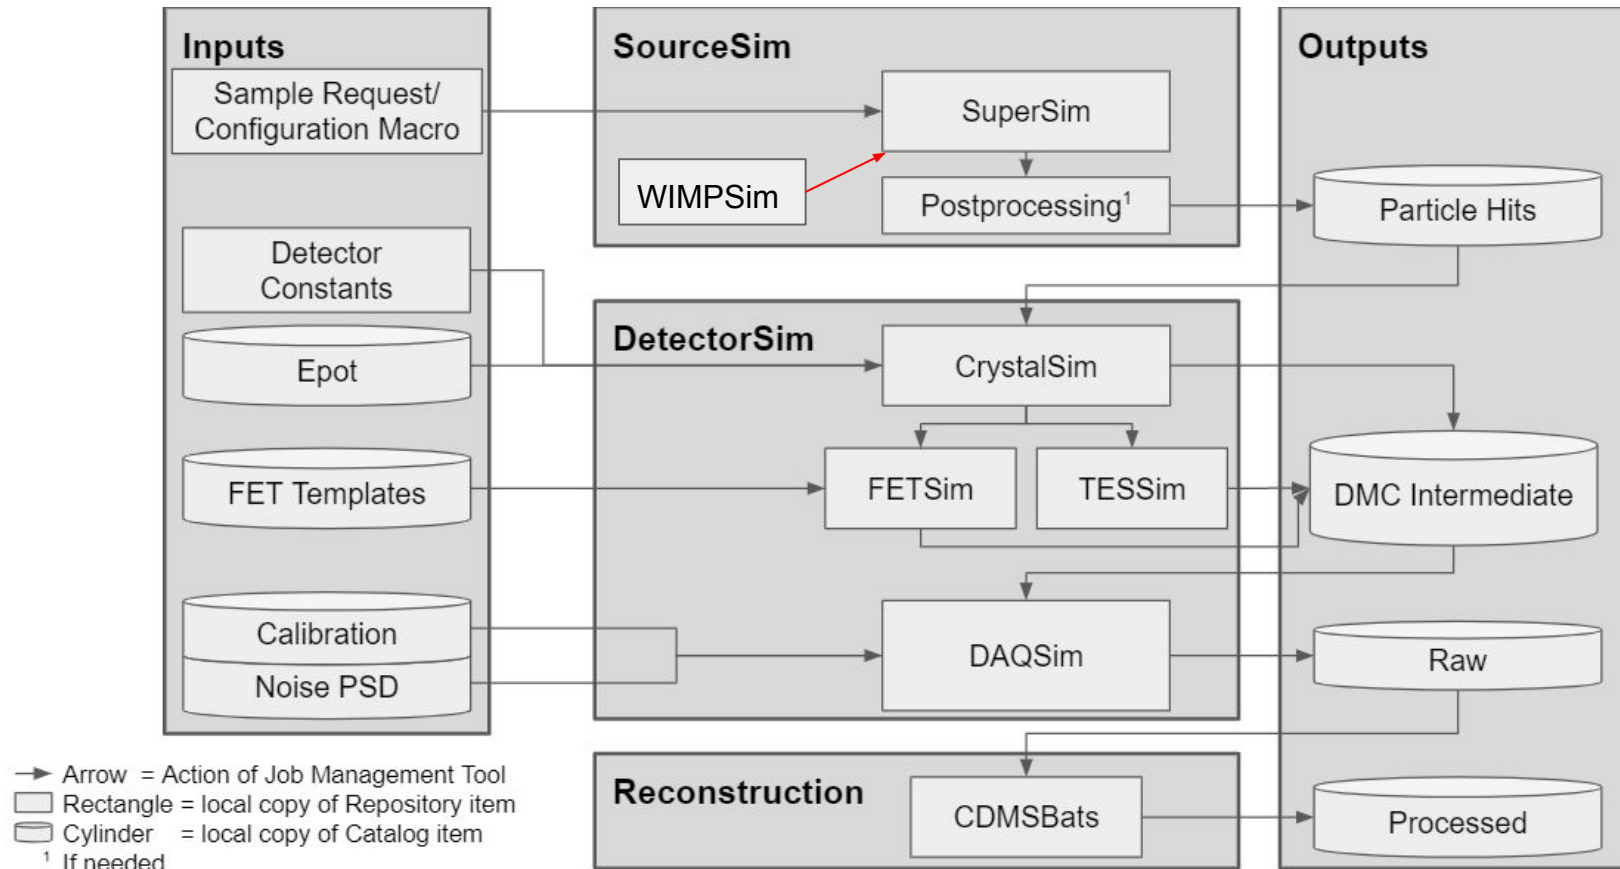 Inputs
Sample Request/
Configuration Macro
Detector
Constants
Epot
FET Templates
Calibration
Noise PSD
SourceSim
SuperSim
WIMPSim
Postprocessing¹
DetectorSim
CrystalSim
FETSim
TESSim
DAQSim
Reconstruction
CDMSBats
Outputs
Particle Hits
DMC Intermediate
Raw
Processed
Arrow = Action of Job Management Tool
Rectangle = local copy of Repository item
Cylinder = local copy of Catalog item
¹ If needed